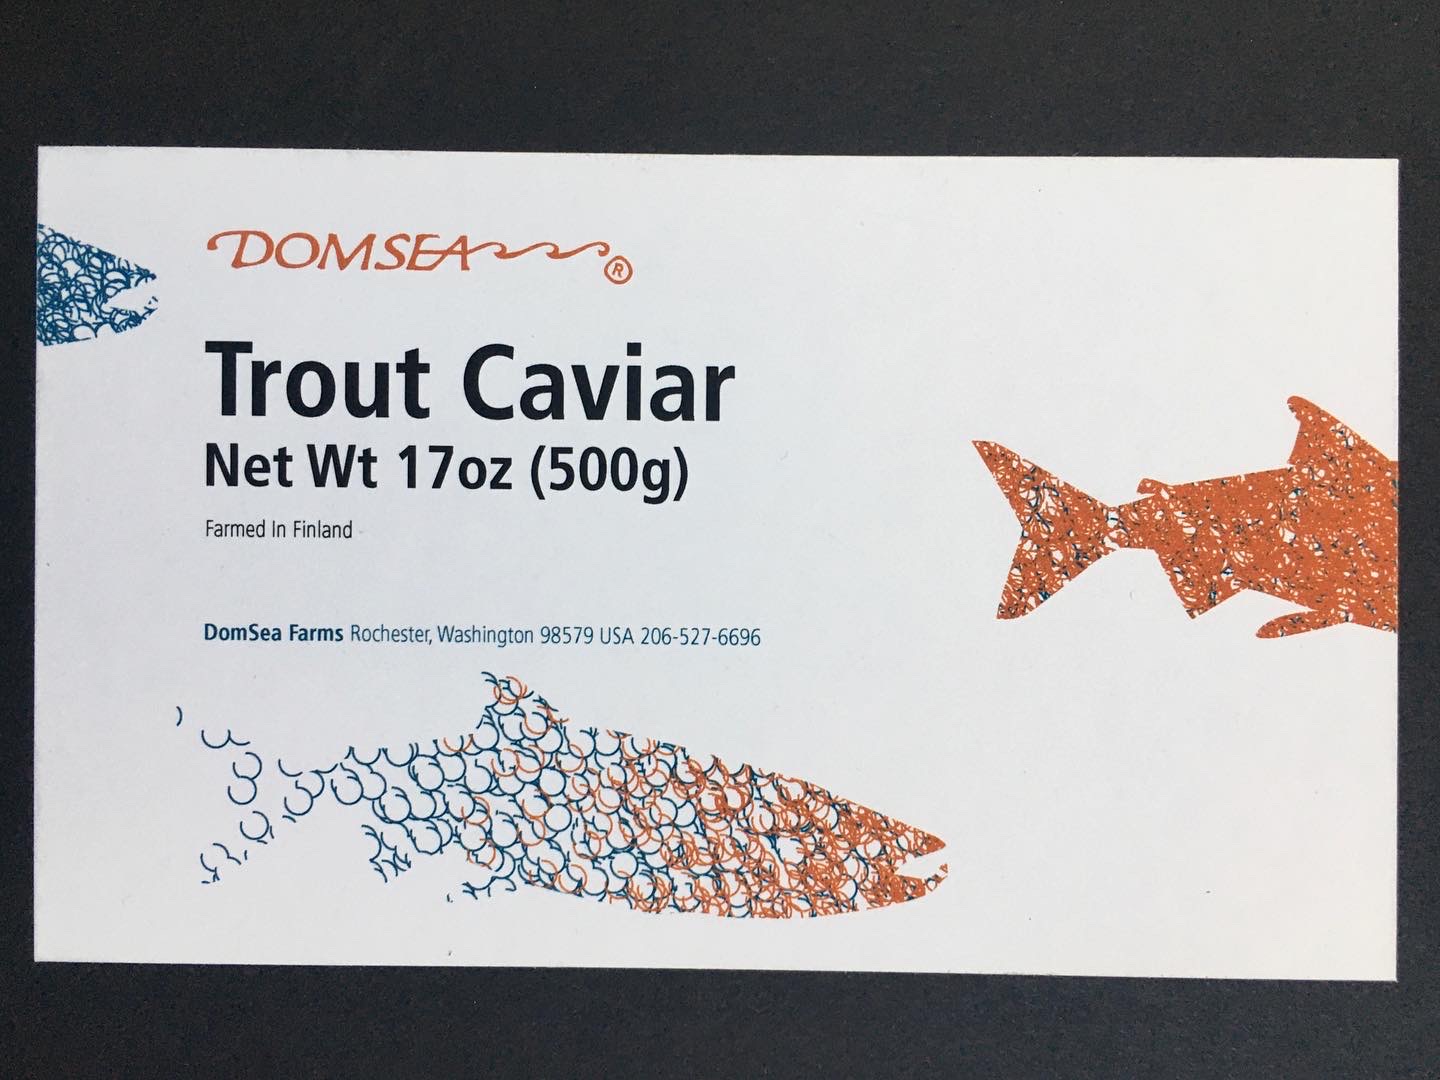 DOMSEA®
Trout Caviar
Net Wt 17oz (500g)
Farmed In Finland
DomSea Farms Rochester, Washington 98579 USA 206-527-6696